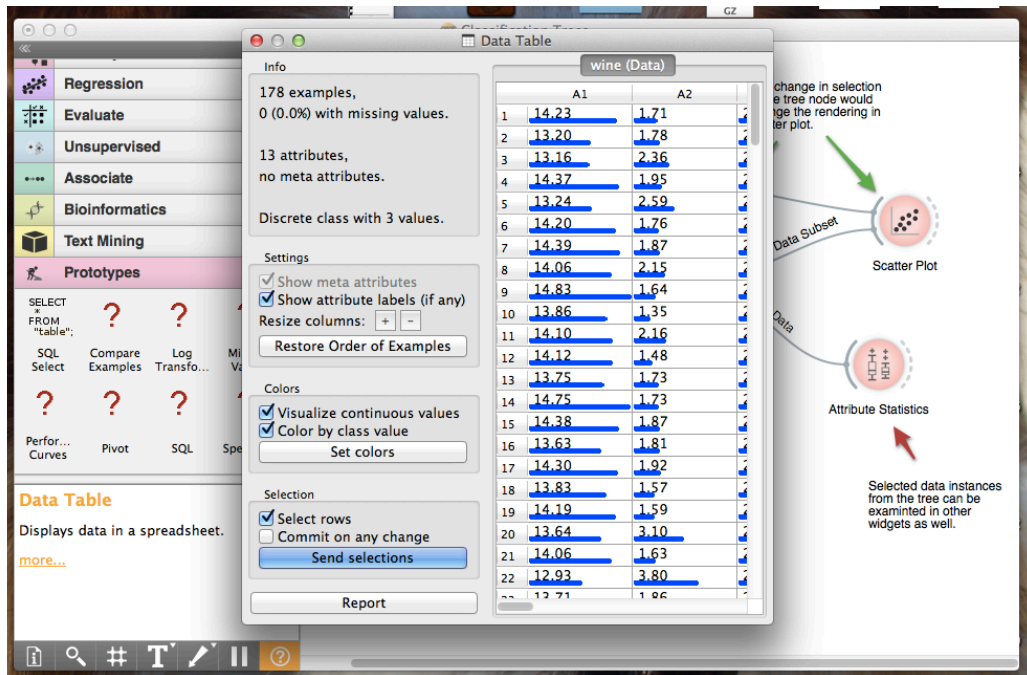 GZ
Regression
Evaluate
Unsupervised
Associate
Bioinformatics
Text Mining
Prototypes
SELECT
*
FROM
"table";
SQL
Select
Compare
Examples
Log
Transfo...
Mi
Va
Perfor...
Curves
Pivot
SQL
Spe
Data Table
Displays data in a spreadsheet.
more...
Data Table
Info
178 examples,
0 (0.0%) with missing values.
13 attributes,
no meta attributes.
Discrete class with 3 values.
Settings
Show meta attributes
Show attribute labels (if any)
Resize columns: + -
Restore Order of Examples
Colors
Visualize continuous values
Color by class value
Set colors
Selection
Select rows
Commit on any change
Send selections
Report
wine (Data)
A1 A2
1 14.23 1.71
2 13.20 1.78
3 13.16 2.36
4 14.37 1.95
5 13.24 2.59
6 14.20 1.76
7 14.39 1.87
8 14.06 2.15
9 14.83 1.64
10 13.86 1.35
11 14.10 2.16
12 14.12 1.48
13 13.75 1.73
14 14.75 1.73
15 14.38 1.87
16 13.63 1.81
17 14.30 1.92
18 13.83 1.57
19 14.19 1.59
20 13.64 3.10
21 14.06 1.63
22 12.93 3.80
13.71 1.86
change in selection
e tree node would
nge the rendering in
ter plot.
Data Subset
Scatter Plot
Data
Attribute Statistics
Selected data instances
from the tree can be
examinted in other
widgets as well.